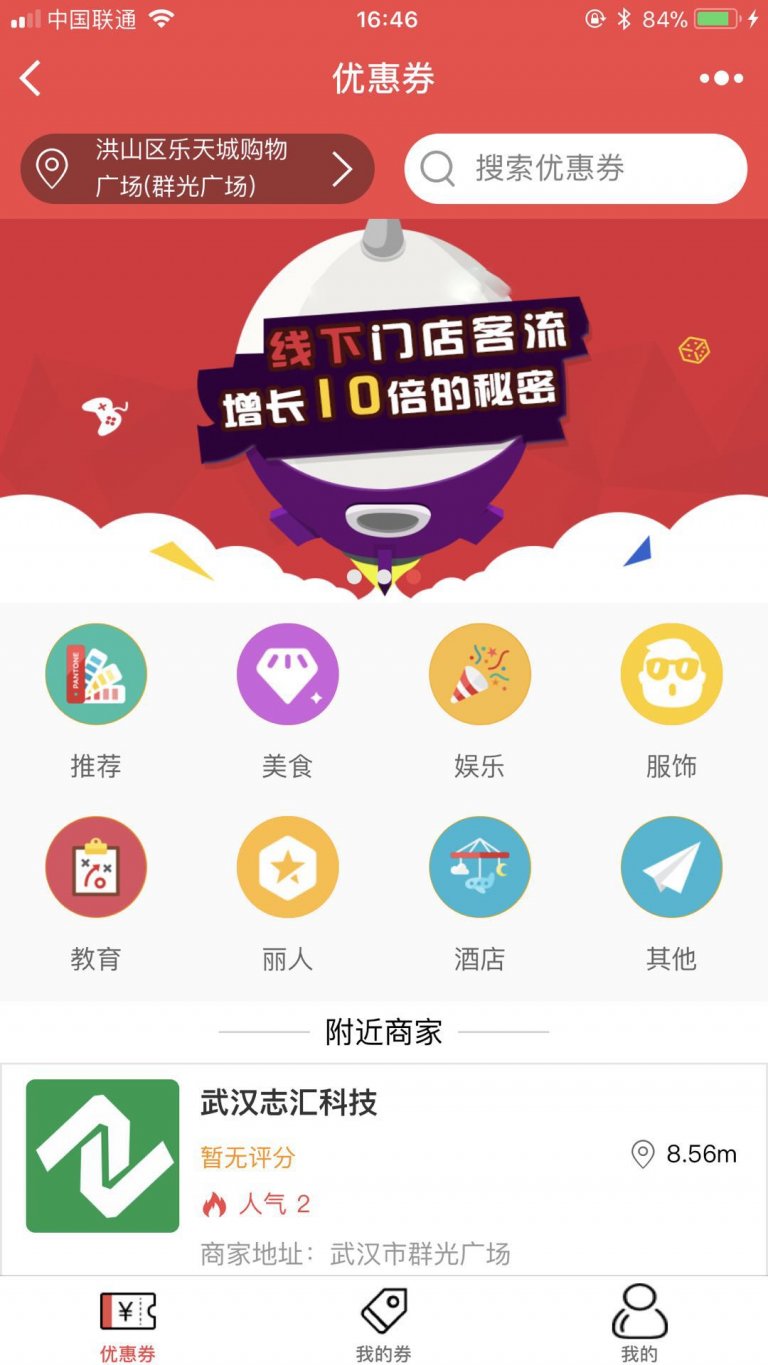 中国联通
16:46
84%
优惠券
洪山区乐天城购物
广场(群光广场)
搜索优惠券
线下门店客流
增长10倍的秘密
PANTONE
推荐
美食
娱乐
服饰
教育
丽人
酒店
其他
附近商家
武汉志汇科技
暂无评分
8.56m
人气 2
商家地址：武汉市群光广场
¥
优惠券
我的券
我的